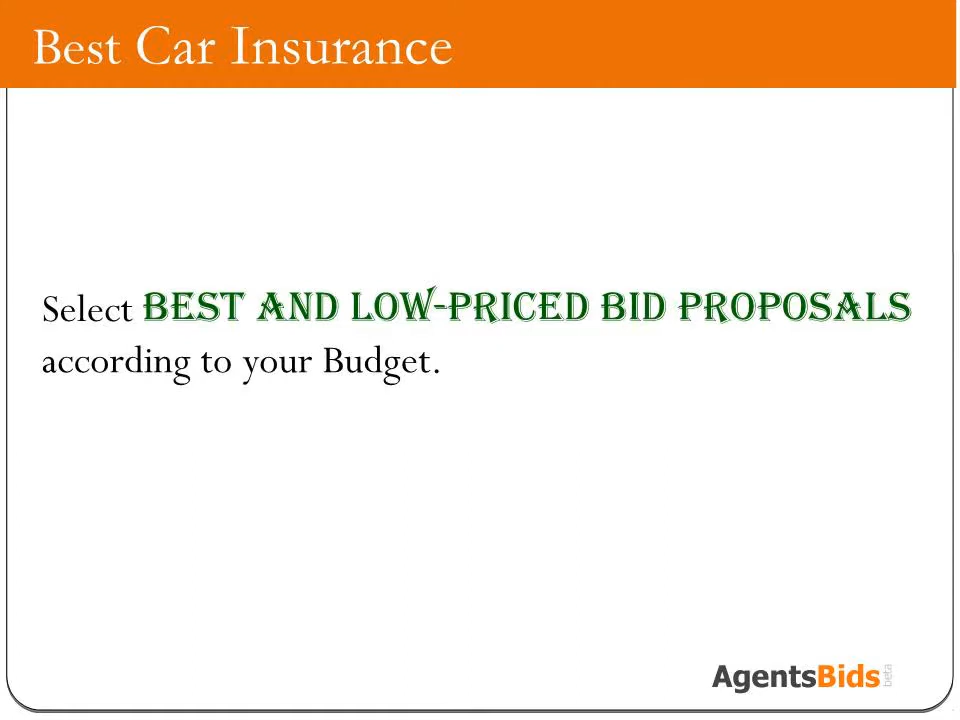 Best Car Insurance
Select BEST AND LOW-PRICED BID PROPOSALS
according to your Budget.
AgentsBids beta